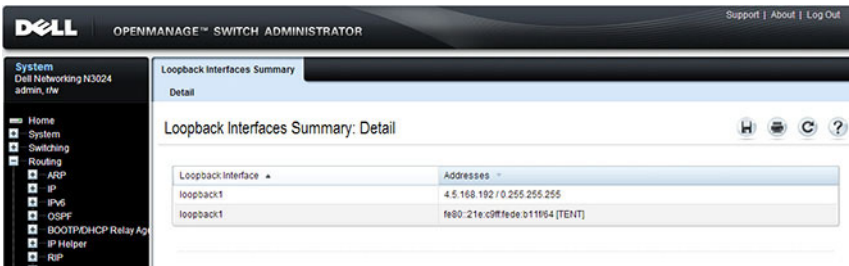 DELL OPENMANAGE™ SWITCH ADMINISTRATOR
Support | About | Log Out
System
Dell Networking N3024
admin, r/w
Home
System
Switching
Routing
ARP
IP
IPv6
OSPF
BOOTP/DHCP Relay Age
IP Helper
RIP
Loopback Interfaces Summary
Detail
Loopback Interfaces Summary: Detail
Loopback Interface Addresses
loopback1 4.5.168.192 / 0.255.255.255
loopback1 fe80::21e:c9ff:fede:b11f/64 [TENT]